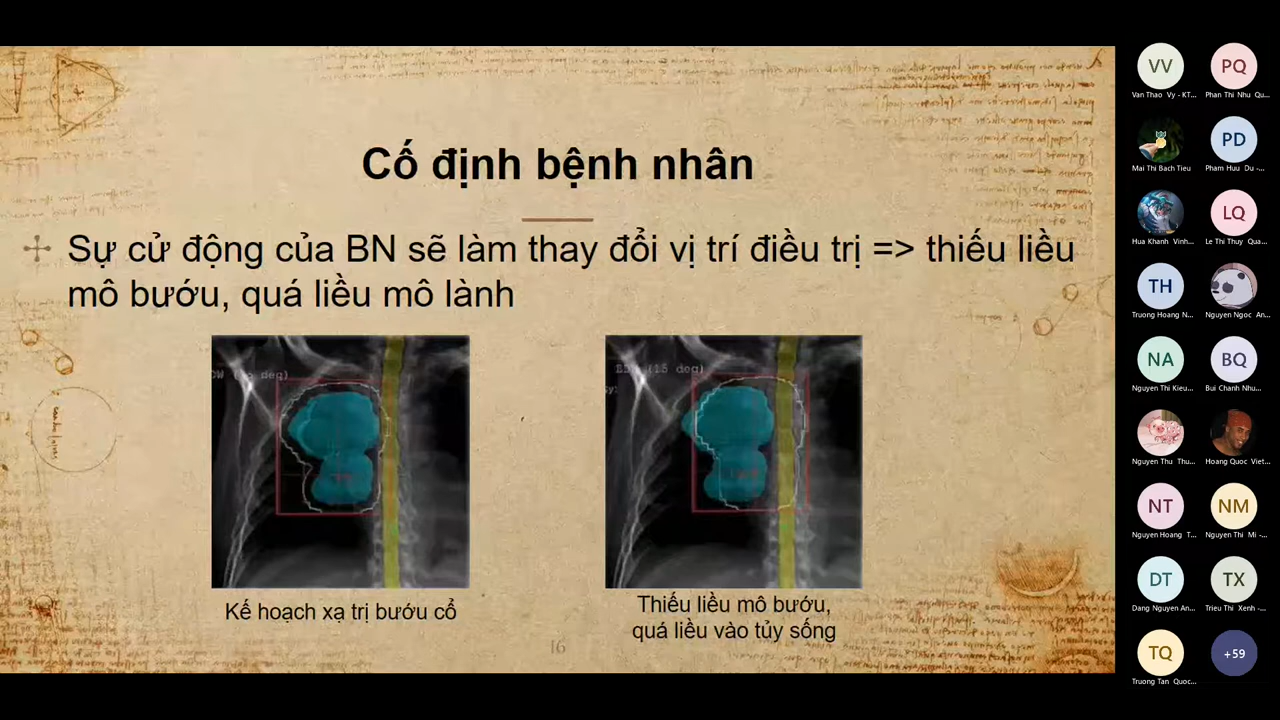 Cố định bệnh nhân
Sự cử động của BN sẽ làm thay đổi vị trí điều trị => thiếu liều
mô bướu, quá liều mô lành
(15 deg)
Kế hoạch xạ trị bướu cổ
Thiếu liều mô bướu,
quá liều vào tủy sống
16
VV
PQ
Van Thao Vy - KT...
Phan Thi Nhu Qu...
PD
Mai Thi Bach Tieu
Pham Huu Du -...
LQ
Hua Khanh Vinh...
Le Thi Thuy Qua...
TH
Truong Hoang N...
Nguyen Ngoc An...
NA
BQ
Nguyen Thi Kieu...
Bui Chanh Nhu...
Nguyen Thu Thu...
Hoang Quoc Viet...
NT
NM
Nguyen Hoang T...
Nguyen Thi Mi -...
DT
TX
Dang Nguyen An...
Trieu Thi Xenh -...
TQ
+59
Truong Tan Quoc...